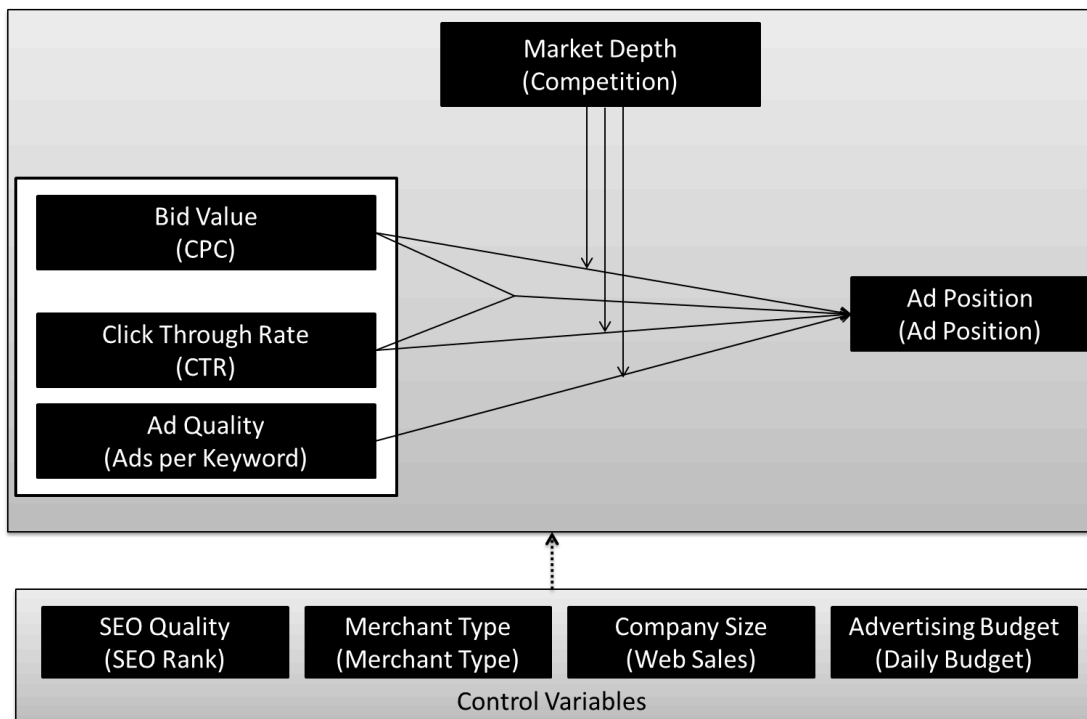 Market Depth
(Competition)
Bid Value
(CPC)
Click Through Rate
(CTR)
Ad Quality
(Ads per Keyword)
Ad Position
(Ad Position)
SEO Quality
(SEO Rank)
Merchant Type
(Merchant Type)
Company Size
(Web Sales)
Advertising Budget
(Daily Budget)
Control Variables